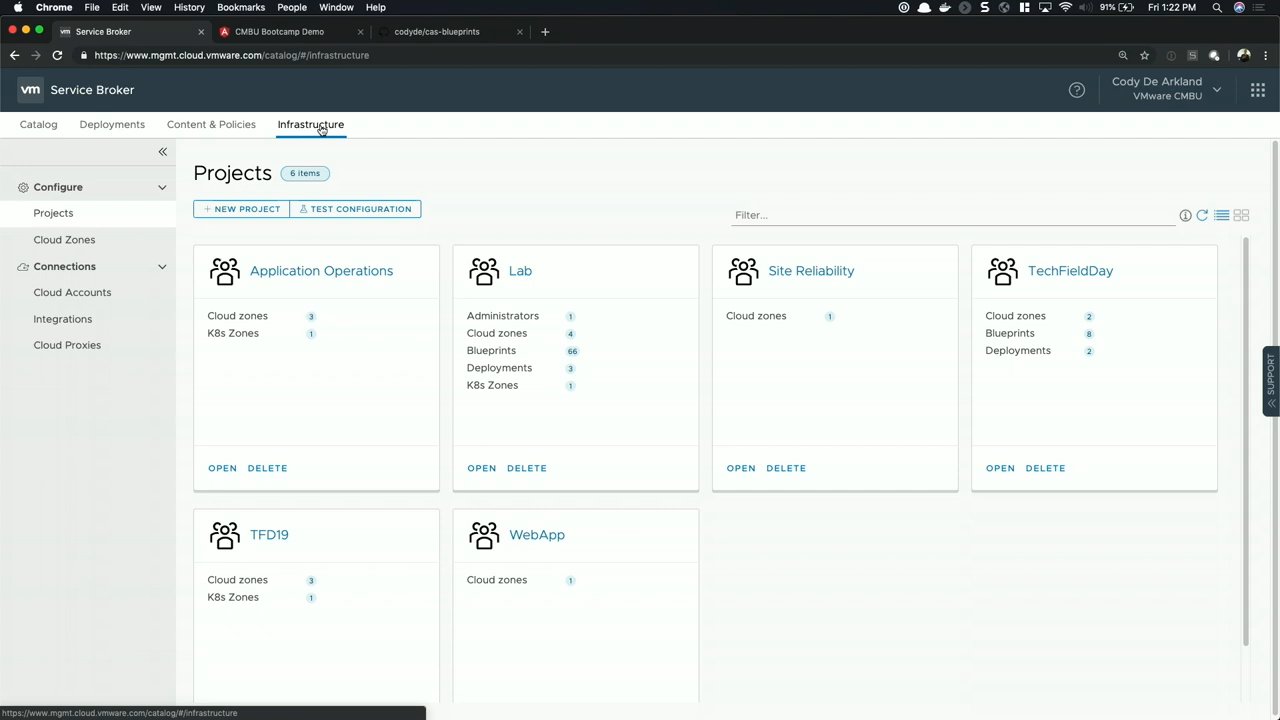 Chrome File Edit View History Bookmarks People Window Help 91% Fri 1:22 PM
vm Service Broker CMBU Bootcamp Demo codyde/cas-blueprints
https://www.mgmt.cloud.vmware.com/catalog/#/infrastructure
vm Service Broker
Cody De Arkland
VMware CMBU
Catalog Deployments Content & Policies Infrastructure
Configure
Projects
Cloud Zones
Connections
Cloud Accounts
Integrations
Cloud Proxies
Projects 6 items
+ NEW PROJECT TEST CONFIGURATION
Filter...
Application Operations
Cloud zones 3
K8s Zones 1
OPEN DELETE
Lab
Administrators 1
Cloud zones 4
Blueprints 66
Deployments 3
K8s Zones 1
OPEN DELETE
Site Reliability
Cloud zones 1
OPEN DELETE
TechFieldDay
Cloud zones 2
Blueprints 8
Deployments 2
OPEN DELETE
TFD19
Cloud zones 3
K8s Zones 1
WebApp
Cloud zones 1
SUPPORT
https://www.mgmt.cloud.vmware.com/catalog/#/infrastructure